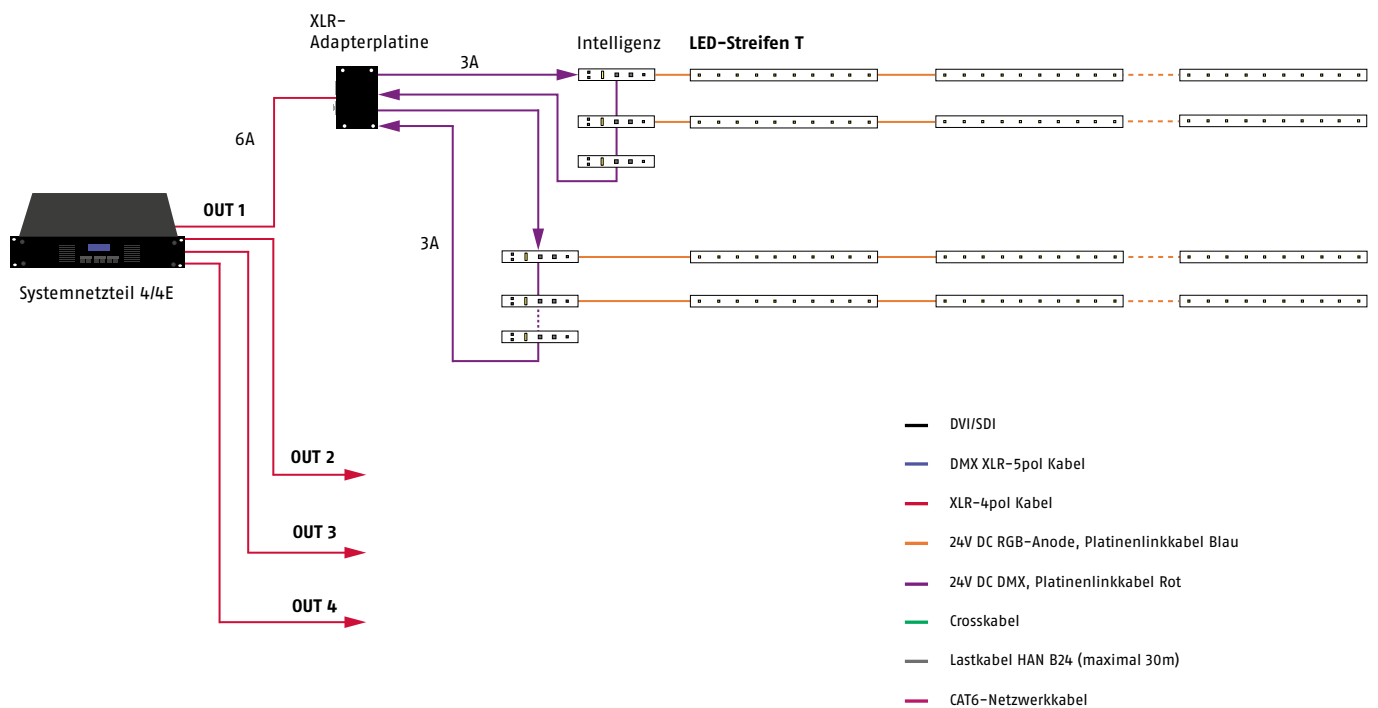 XLR-
Adapterplatine
3A
Intelligenz
LED-Streifen T
6A
OUT 1
3A
Systemnetzteil 4/4E
OUT 2
OUT 3
OUT 4
DVI/SDI
DMX XLR-5pol Kabel
XLR-4pol Kabel
24V DC RGB-Anode, Platinenlinkkabel Blau
24V DC DMX, Platinenlinkkabel Rot
Crosskabel
Lastkabel HAN B24 (maximal 30m)
CAT6-Netzwerkkabel